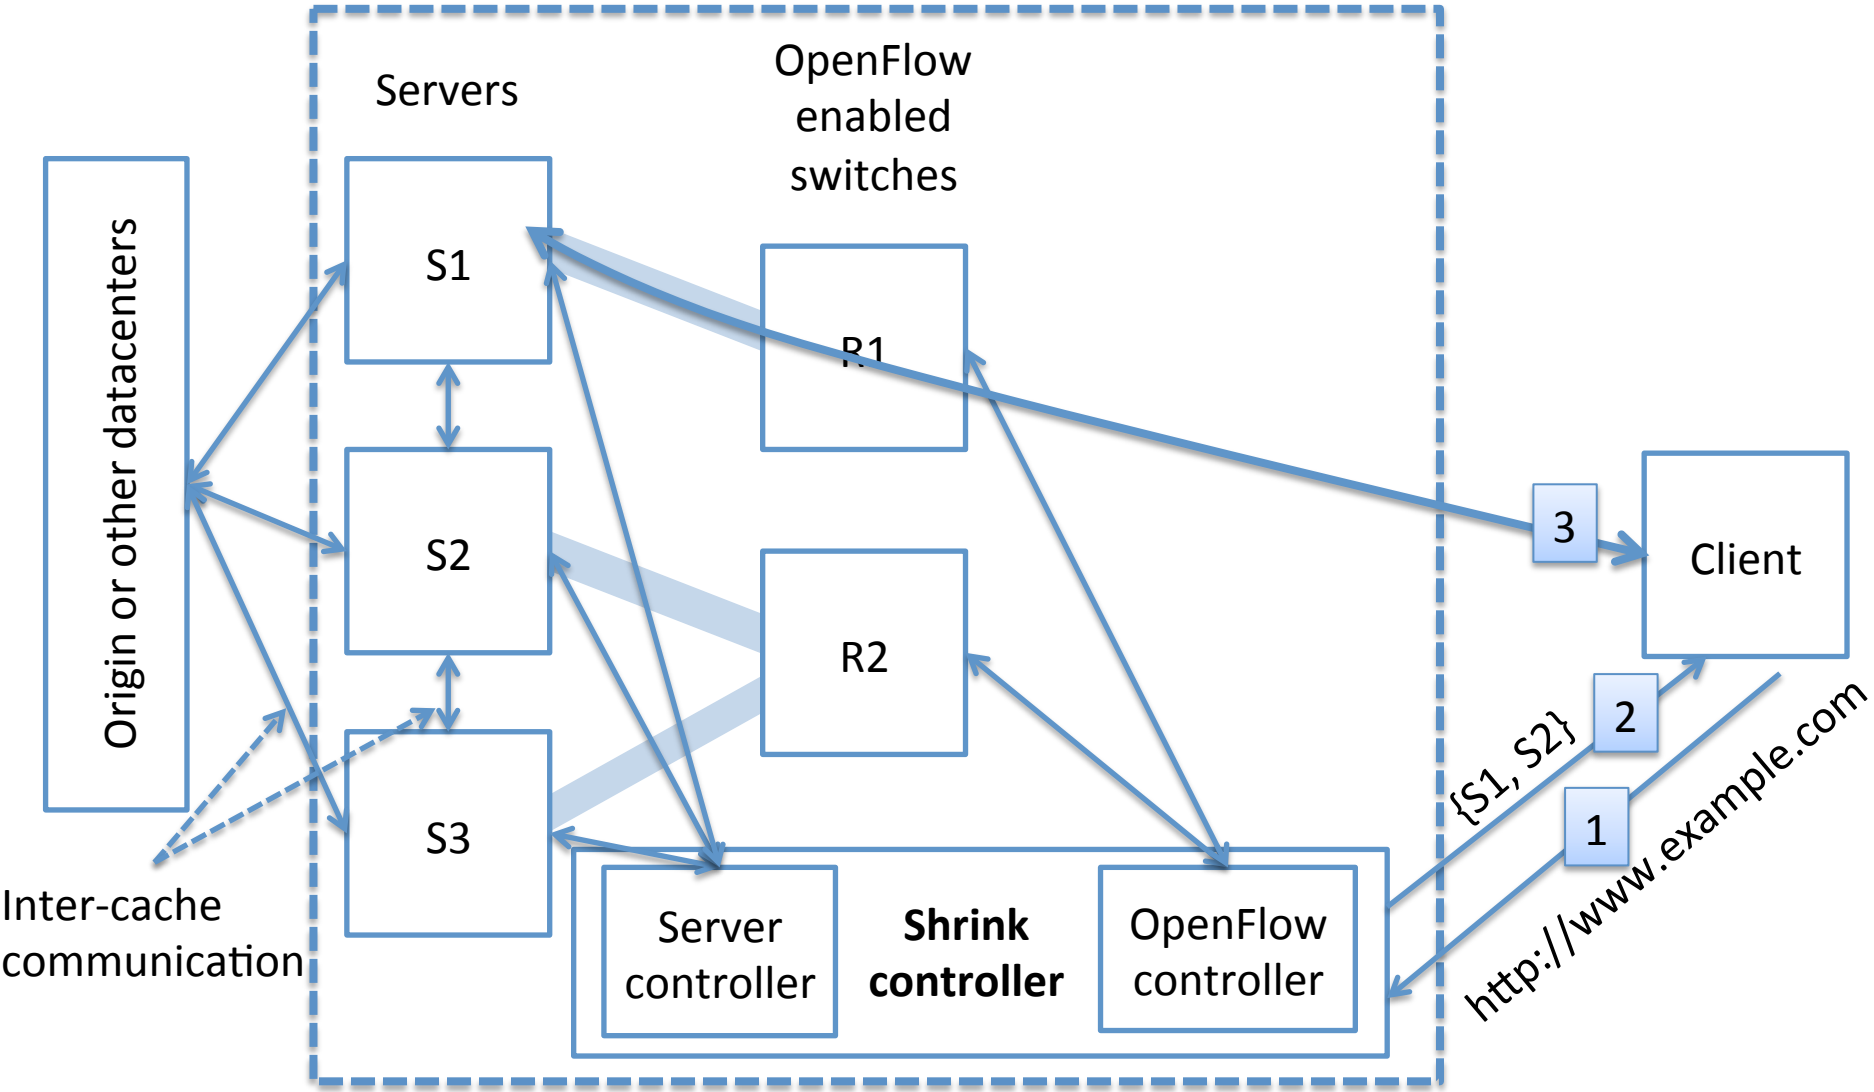 Servers
OpenFlow
enabled
switches
Origin or other datacenters
S1
R1
S2
R2
S3
3
Client
2
{S1, S2}
1
http://www.example.com
Inter-cache
communication
Server
controller
Shrink
controller
OpenFlow
controller